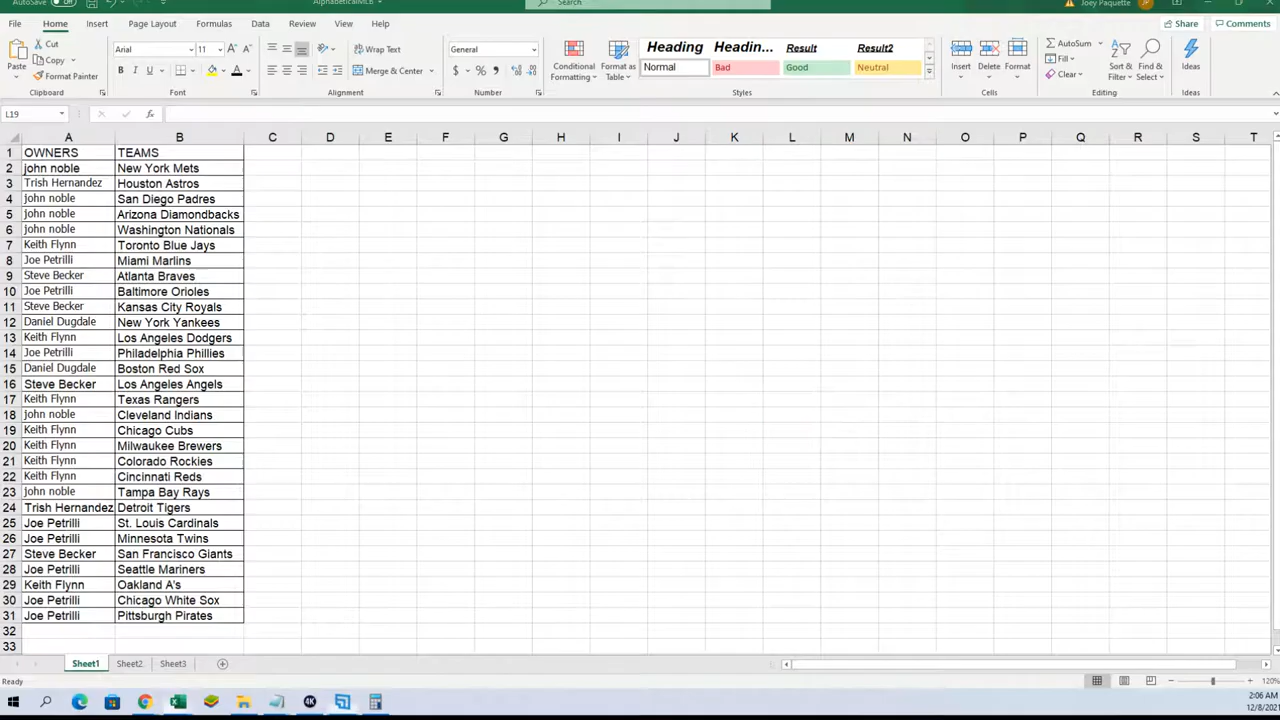 AutoSave Off AlphabeticalMLB Search Joey Paquette JP
File Home Insert Page Layout Formulas Data Review View Help Share Comments
Paste Cut Copy Format Painter Clipboard
Arial 11 A A B I U A Font
Wrap Text Merge & Center Alignment
General $ % 9 Number
Conditional Formatting Format as Table
Heading Headin... Result Result2
Normal Bad Good Neutral
Styles
Insert Delete Format Cells
AutoSum Fill Clear Sort & Filter Find & Select Editing
Ideas Ideas
L19 fx
A B C D E F G H I J K L M N O P Q R S T
1 OWNERS TEAMS
2 john noble New York Mets
3 Trish Hernandez Houston Astros
4 john noble San Diego Padres
5 john noble Arizona Diamondbacks
6 john noble Washington Nationals
7 Keith Flynn Toronto Blue Jays
8 Joe Petrilli Miami Marlins
9 Steve Becker Atlanta Braves
10 Joe Petrilli Baltimore Orioles
11 Steve Becker Kansas City Royals
12 Daniel Dugdale New York Yankees
13 Keith Flynn Los Angeles Dodgers
14 Joe Petrilli Philadelphia Phillies
15 Daniel Dugdale Boston Red Sox
16 Steve Becker Los Angeles Angels
17 Keith Flynn Texas Rangers
18 john noble Cleveland Indians
19 Keith Flynn Chicago Cubs
20 Keith Flynn Milwaukee Brewers
21 Keith Flynn Colorado Rockies
22 Keith Flynn Cincinnati Reds
23 john noble Tampa Bay Rays
24 Trish Hernandez Detroit Tigers
25 Joe Petrilli St. Louis Cardinals
26 Joe Petrilli Minnesota Twins
27 Steve Becker San Francisco Giants
28 Joe Petrilli Seattle Mariners
29 Keith Flynn Oakland A's
30 Joe Petrilli Chicago White Sox
31 Joe Petrilli Pittsburgh Pirates
32
33
Sheet1 Sheet2 Sheet3
Ready 120%
4K 2:06 AM
12/8/2021